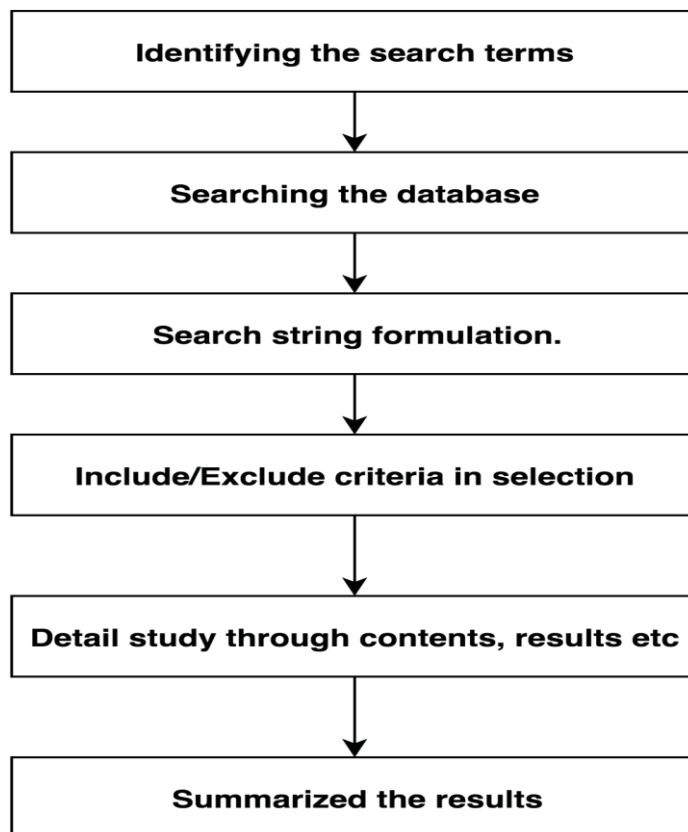 Identifying the search terms
Searching the database
Search string formulation.
Include/Exclude criteria in selection
Detail study through contents, results etc
Summarized the results